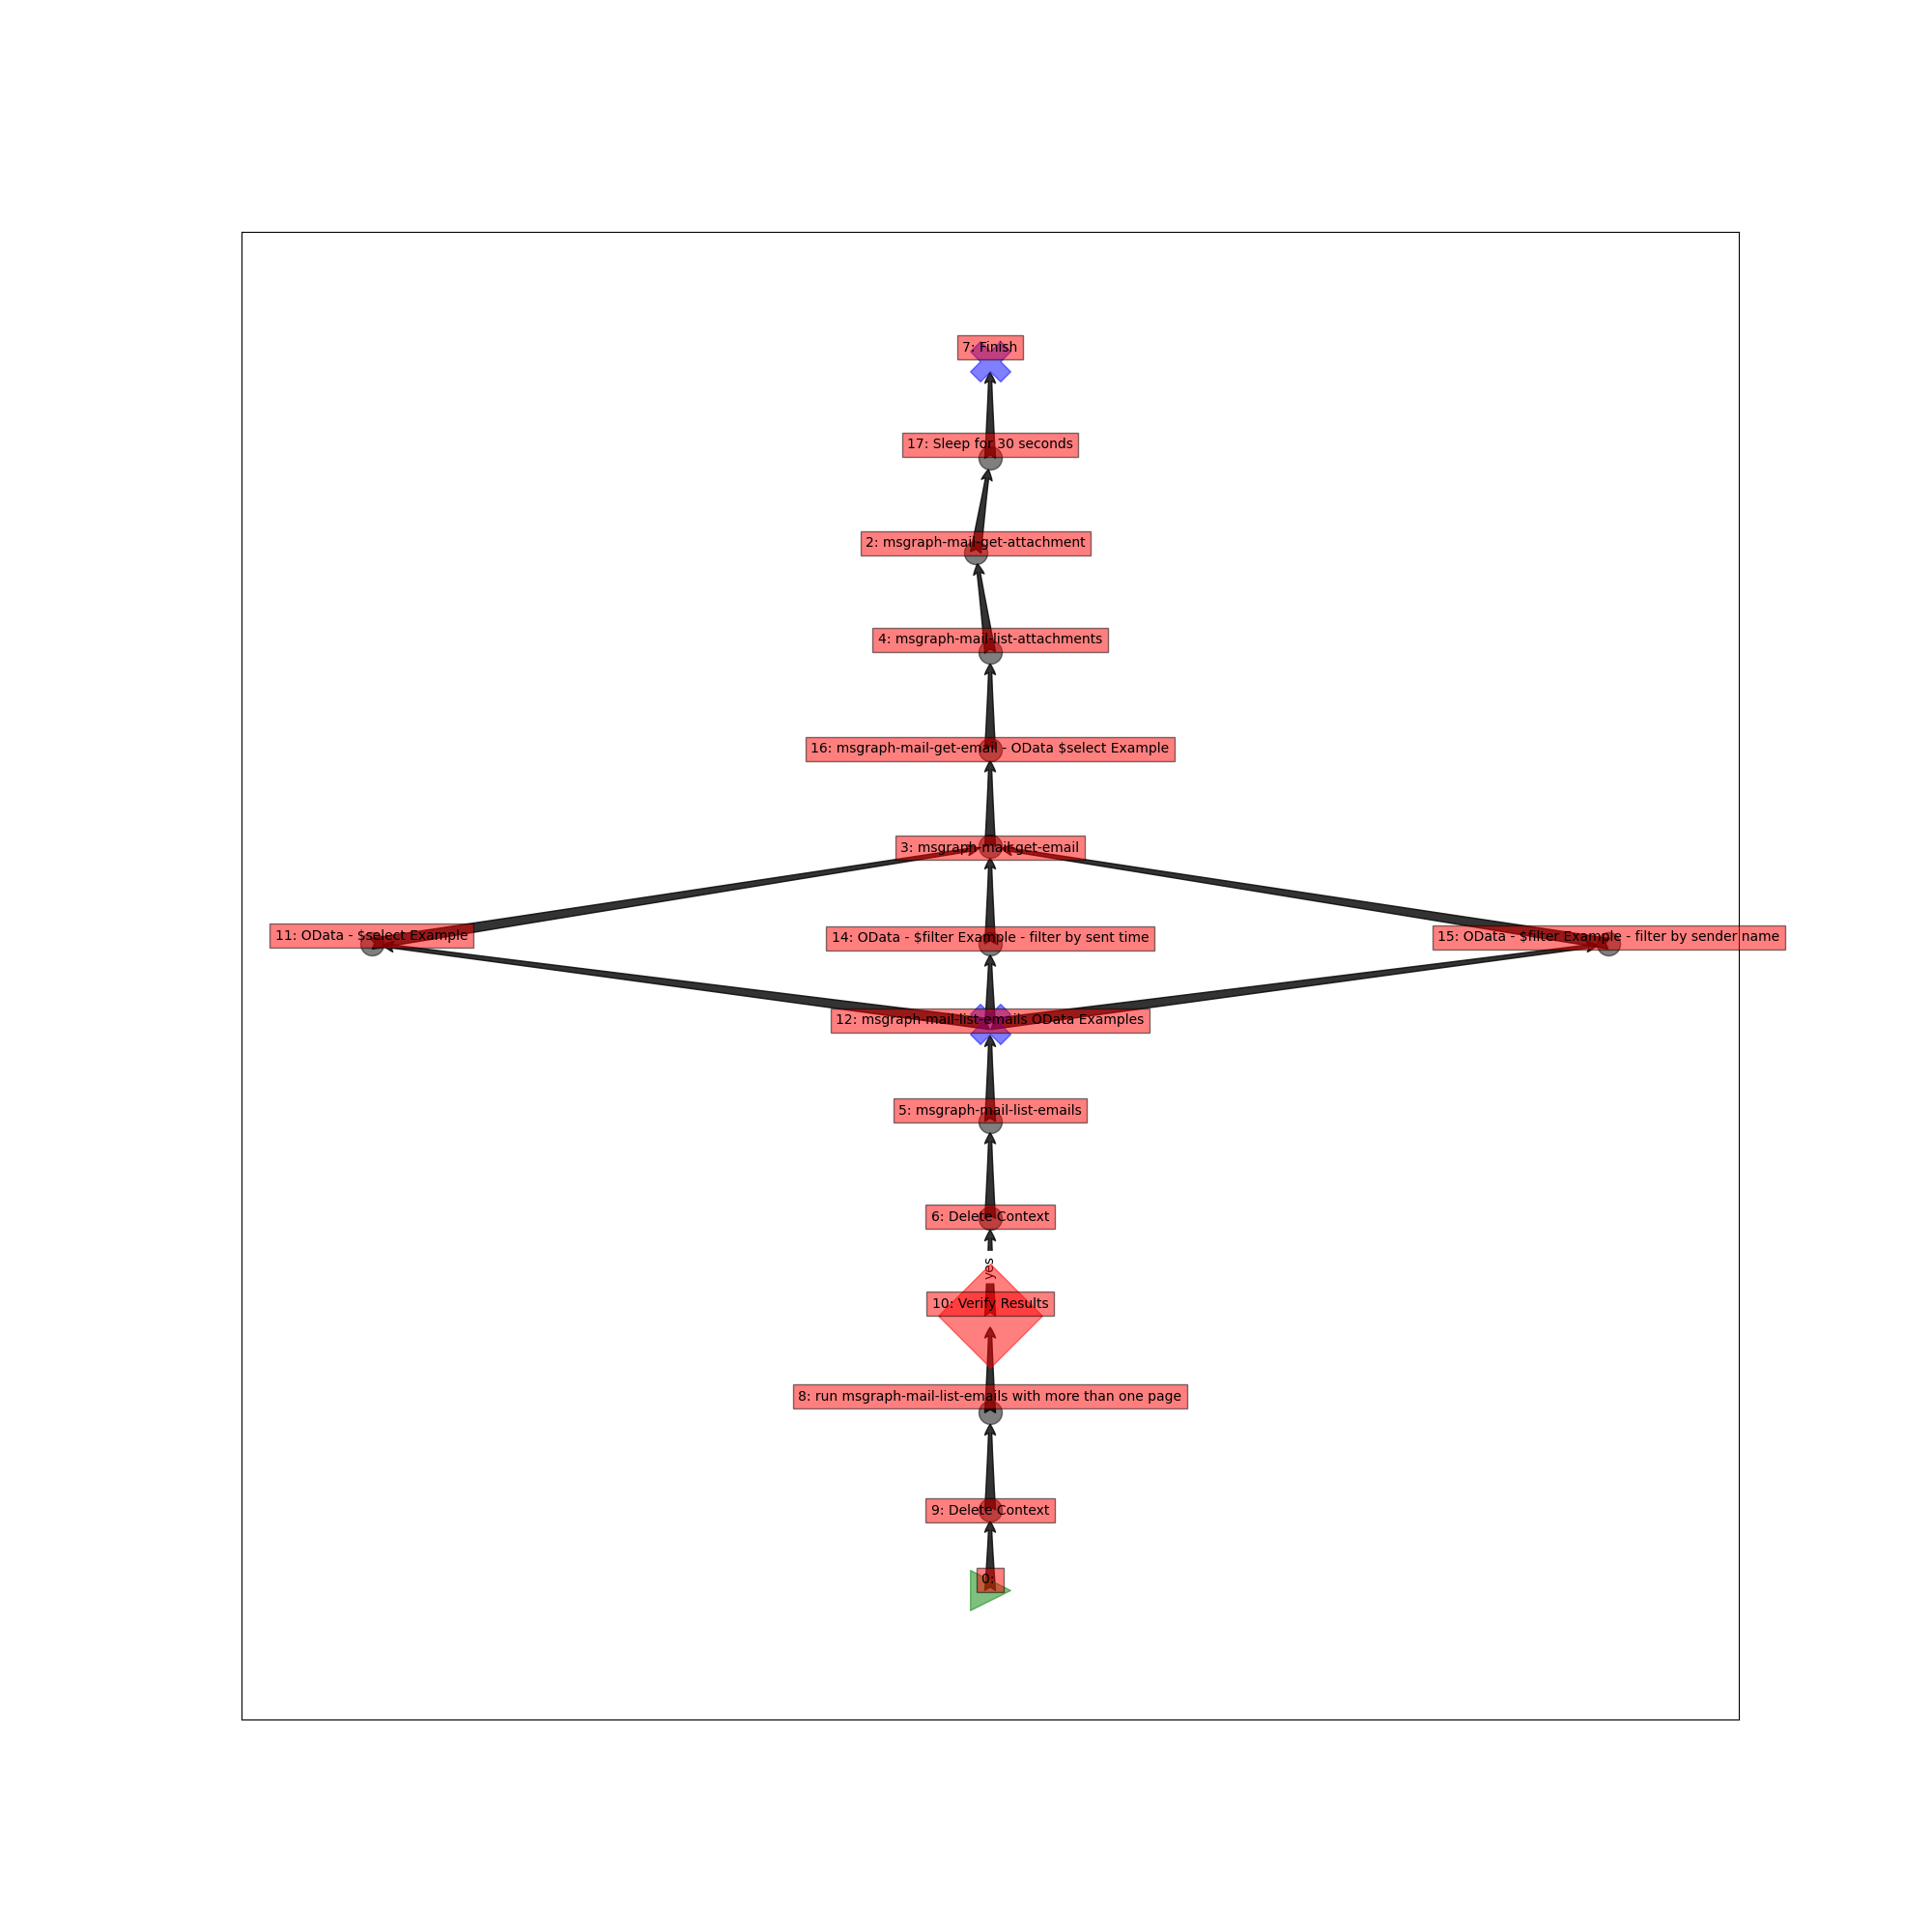 7: Finish
17: Sleep for 30 seconds
2: msgraph-mail-get-attachment
4: msgraph-mail-list-attachments
16: msgraph-mail-get-email - OData $select Example
3: msgraph-mail-get-email
11: OData - $select Example
14: OData - $filter Example - filter by sent time
15: OData - $filter Example - filter by sender name
12: msgraph-mail-list-emails OData Examples
5: msgraph-mail-list-emails
6: Delete Context
yes
10: Verify Results
8: run msgraph-mail-list-emails with more than one page
9: Delete Context
0: